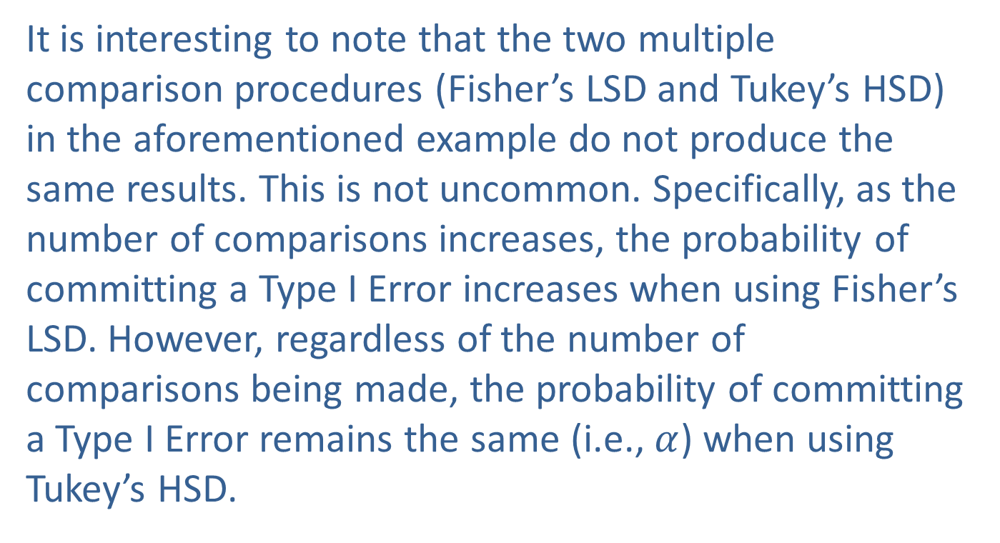 It is interesting to note that the two multiple
comparison procedures (Fisher’s LSD and Tukey’s HSD)
in the aforementioned example do not produce the
same results. This is not uncommon. Specifically, as the
number of comparisons increases, the probability of
committing a Type I Error increases when using Fisher’s
LSD. However, regardless of the number of
comparisons being made, the probability of committing
a Type I Error remains the same (i.e., 𝛼) when using
Tukey’s HSD.